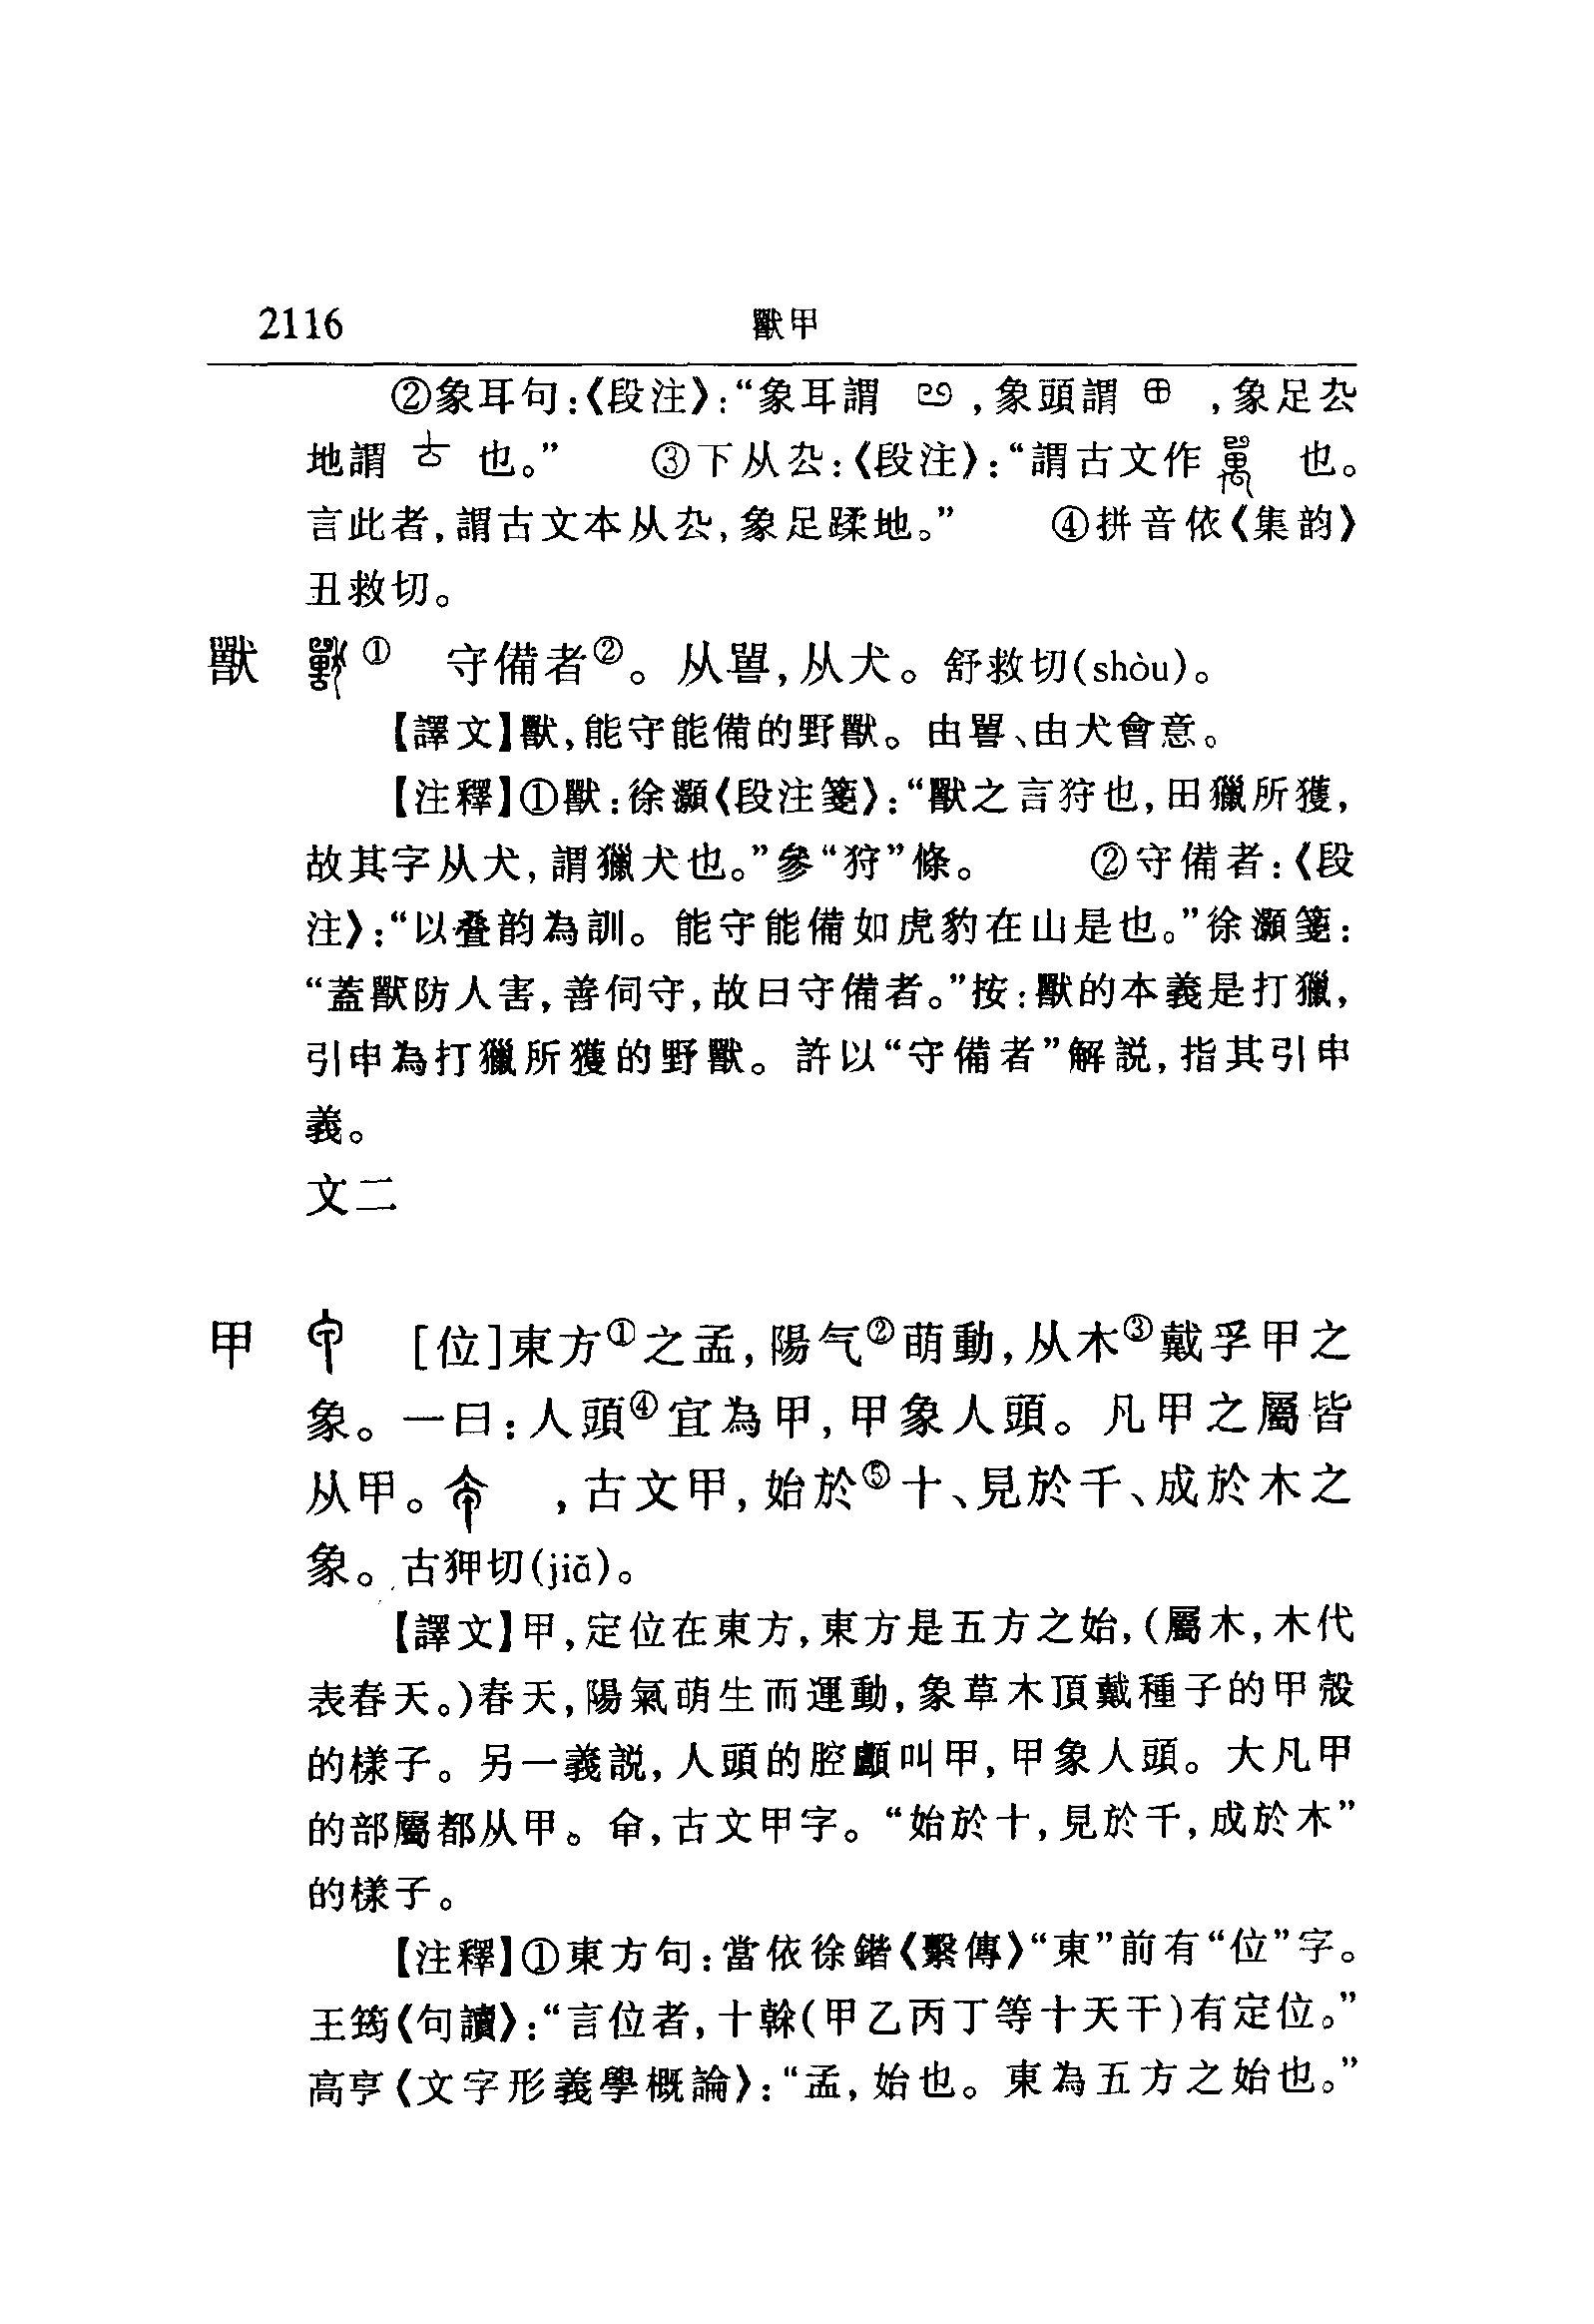 2116 獸甲
②象耳句:《段注》:“象耳謂 ,象頭謂 ,象足厹
地謂 也。” ③下从厹:《段注》:“謂古文作 也。
言此者,謂古文本从厹,象足蹂地。” ④拼音依《集韵》
丑救切。
獸 ① 守備者②。从嘼,从犬。舒救切(shòu)。
【譯文】獸,能守能備的野獸。由嘼、由犬會意。
【注釋】①獸:徐灝《段注箋》:“獸之言狩也,田獵所獲,
故其字从犬,謂獵犬也。”參“狩”條。 ②守備者:《段
注》:“以叠韵為訓。能守能備如虎豹在山是也。”徐灝箋:
“蓋獸防人害,善伺守,故曰守備者。”按:獸的本義是打獵,
引申為打獵所獲的野獸。許以“守備者”解説,指其引申
義。
文二
甲 [位]東方①之孟,陽气②萌動,从木③戴孚甲之
象。一曰:人頭④宜為甲,甲象人頭。凡甲之屬皆
从甲。 ,古文甲,始於⑤十、見於千、成於木之
象。古狎切(jiǎ)。
【譯文】甲,定位在東方,東方是五方之始,(屬木,木代
表春天。)春天,陽氣萌生而運動,象草木頂戴種子的甲殼
的樣子。另一義説,人頭的腔顱叫甲,甲象人頭。大凡甲
的部屬都从甲。命,古文甲字。“始於十,見於千,成於木”
的樣子。
【注釋】①東方句:當依徐鍇《繫傳》“東”前有“位”字。
王筠《句讀》:“言位者,十榦(甲乙丙丁等十天干)有定位。”
高亨《文字形義學概論》:“孟,始也。東為五方之始也。”